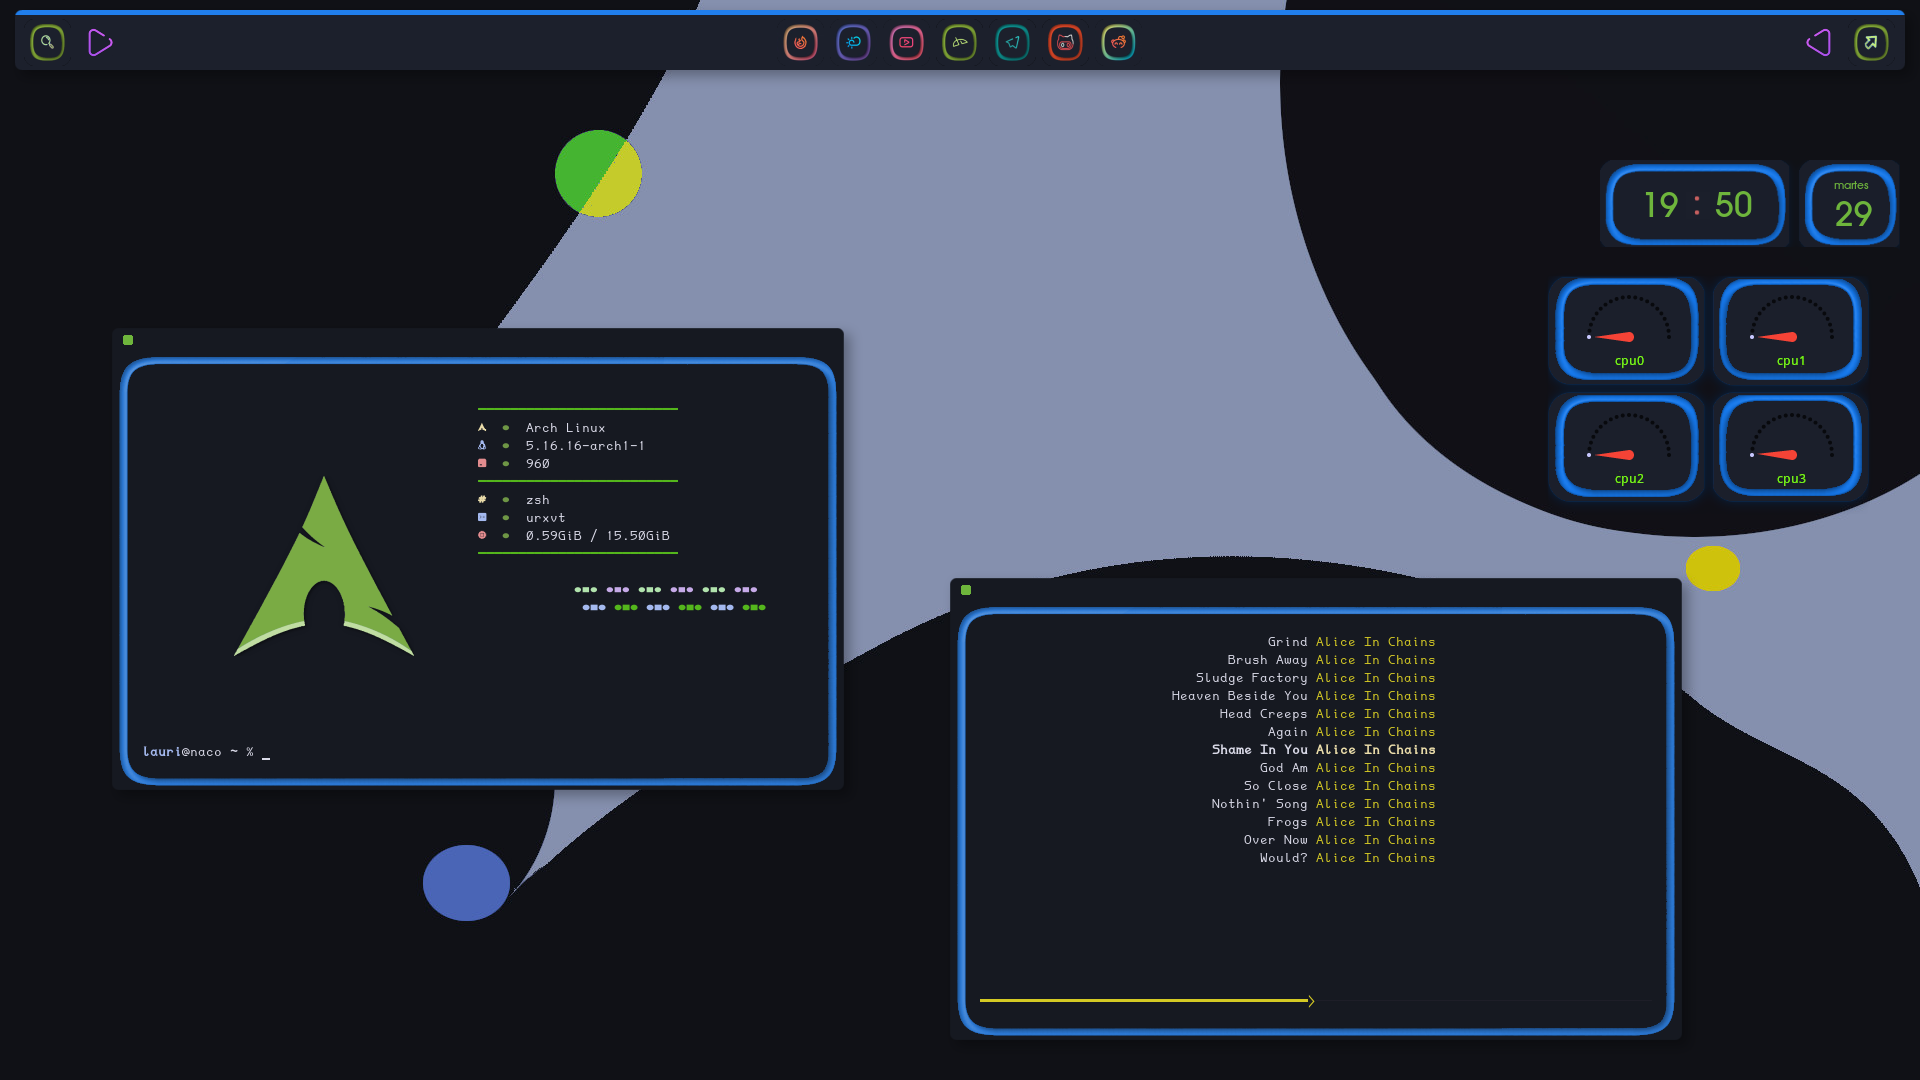 19 : 50
martes
29
cpu0
cpu1
cpu2
cpu3
Arch Linux
5.16.16-arch1-1
960
zsh
urxvt
0.59GiB / 15.50GiB
lauri@naco ~ % _
Grind Alice In Chains
Brush Away Alice In Chains
Sludge Factory Alice In Chains
Heaven Beside You Alice In Chains
Head Creeps Alice In Chains
Again Alice In Chains
Shame In You Alice In Chains
God Am Alice In Chains
So Close Alice In Chains
Nothin' Song Alice In Chains
Frogs Alice In Chains
Over Now Alice In Chains
Would? Alice In Chains